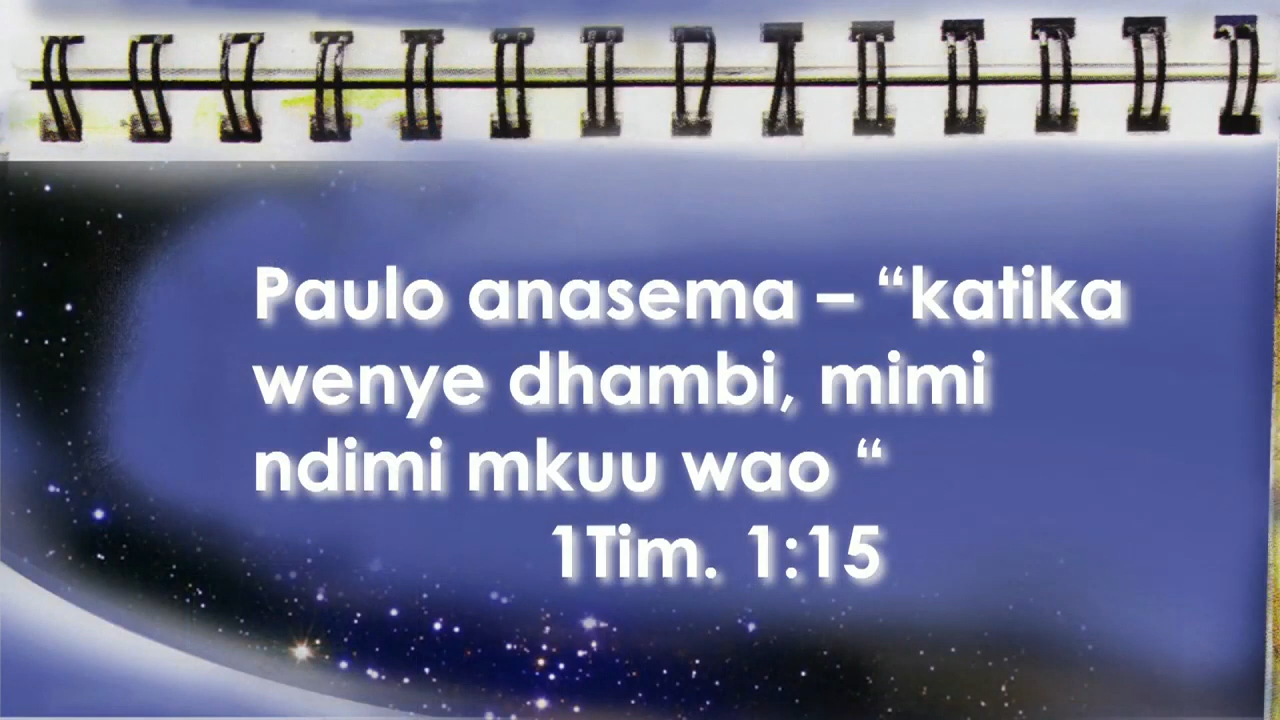 Paulo anasema – “katika
wenye dhambi, mimi
ndimi mkuu wao “
1Tim. 1:15